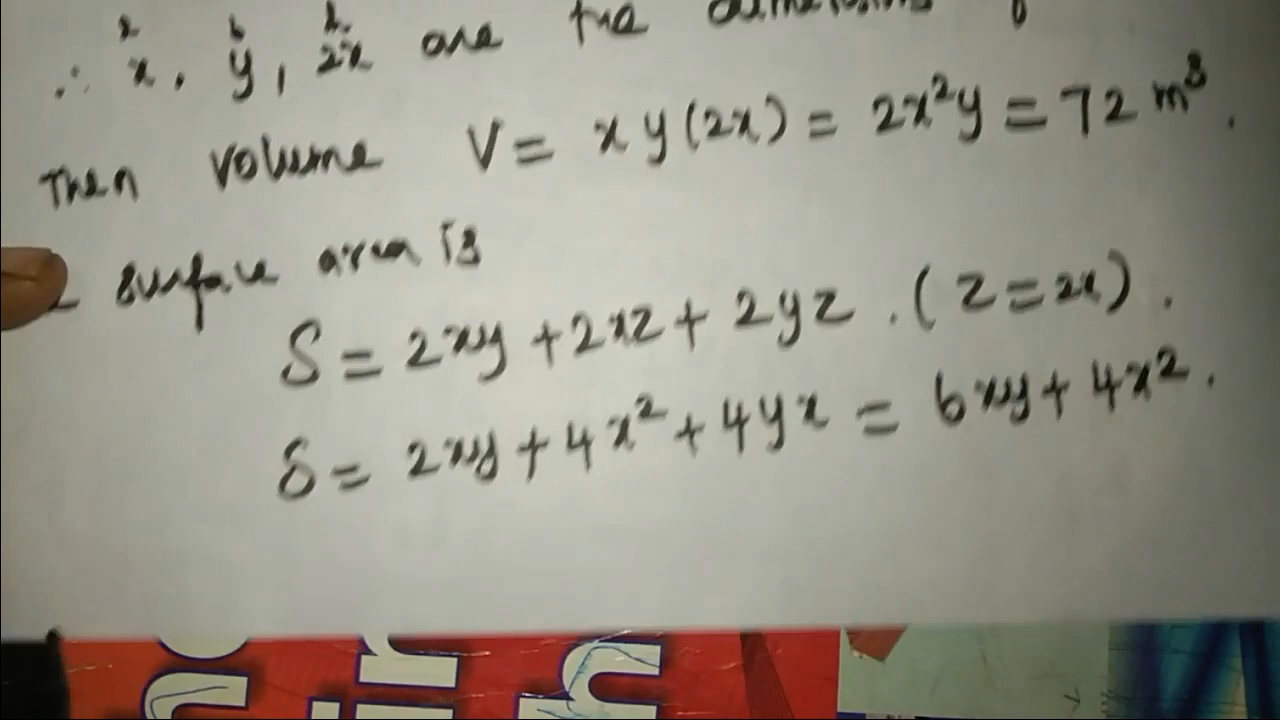 l b h
∴ x, y, 2x are the dimensions
Then volume V = xy(2x) = 2x²y = 72 m³.
surface area is
S = 2xy + 2xz + 2yz . (z = 2x).
S = 2xy + 4x² + 4yx = 6xy + 4x².